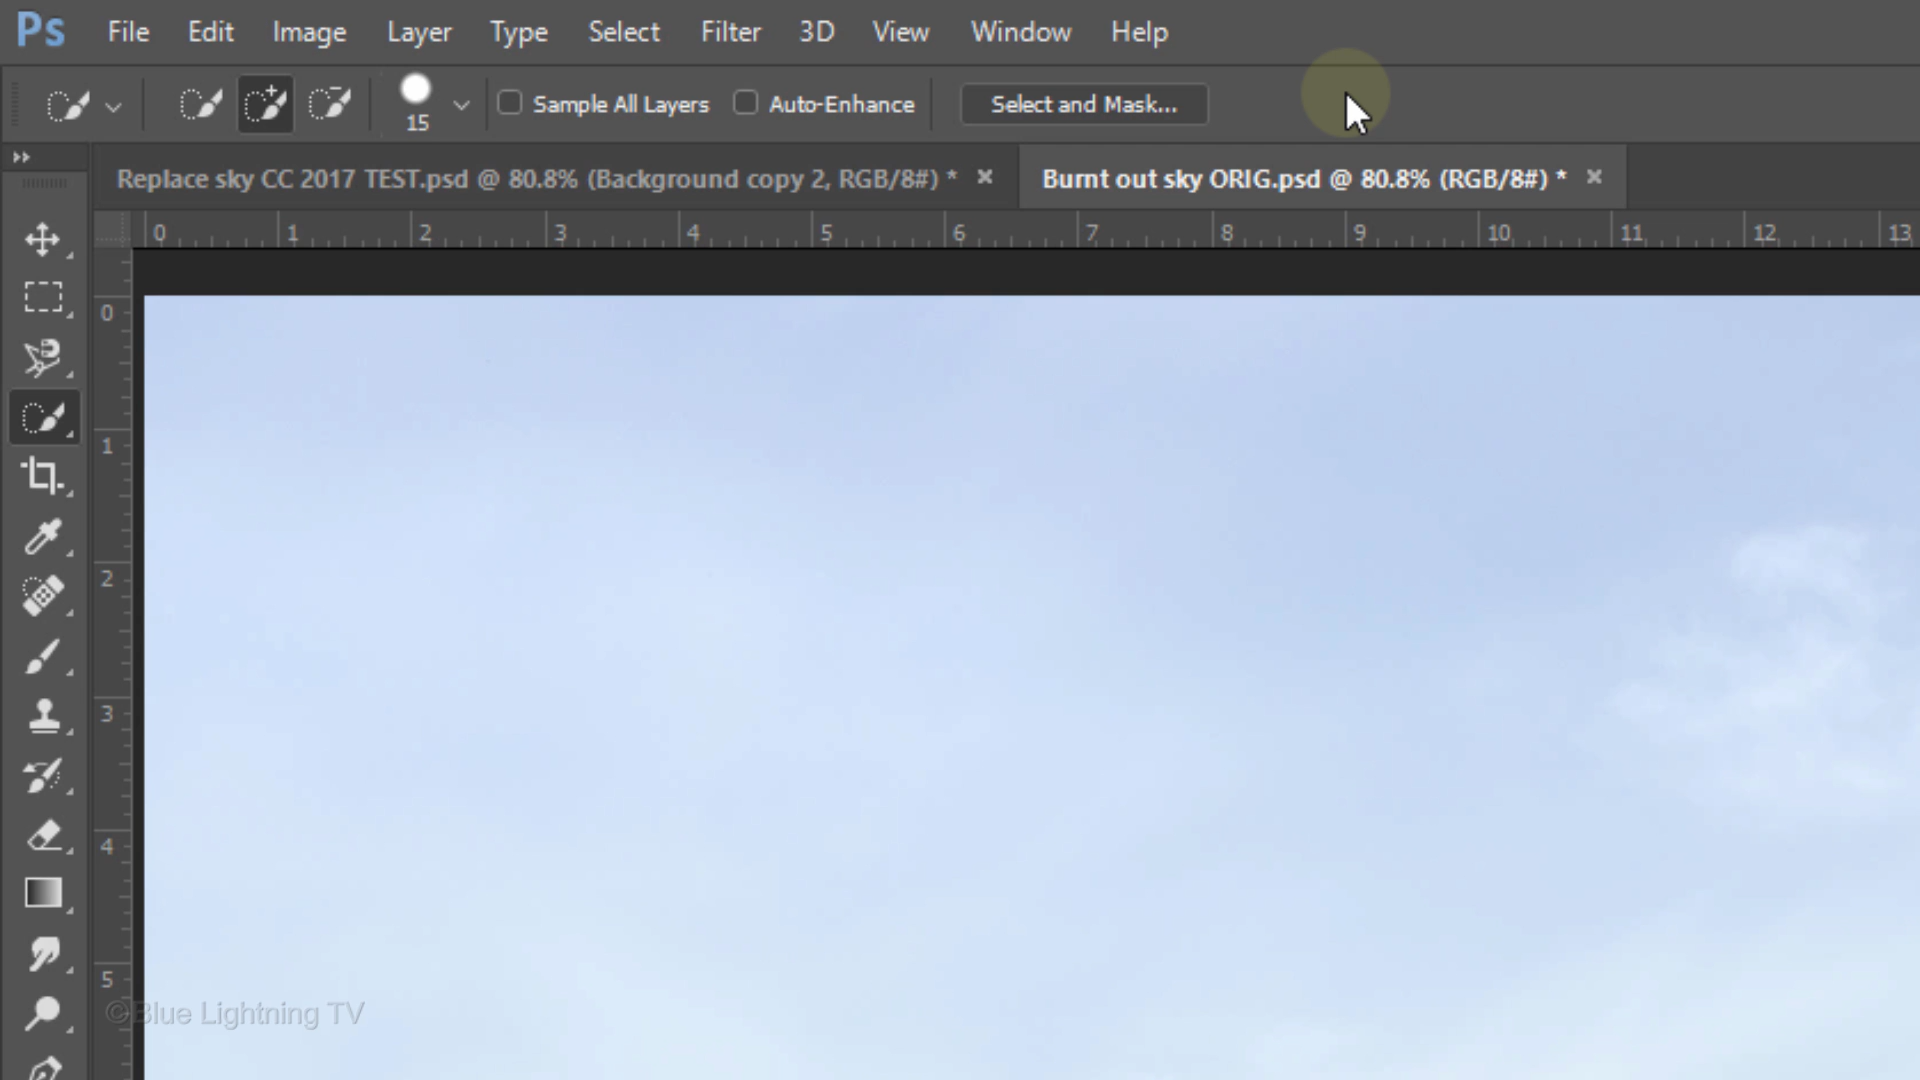 Ps File Edit Image Layer Type Select Filter 3D View Window Help
15 Sample All Layers Auto-Enhance Select and Mask...
Replace sky CC 2017 TEST.psd @ 80.8% (Background copy 2, RGB/8#) * Burnt out sky ORIG.psd @ 80.8% (RGB/8#) *
0 1 2 3 4 5 6 7 8 9 10 11 12 13
0
1
2
3
4
5
©Blue Lightning TV